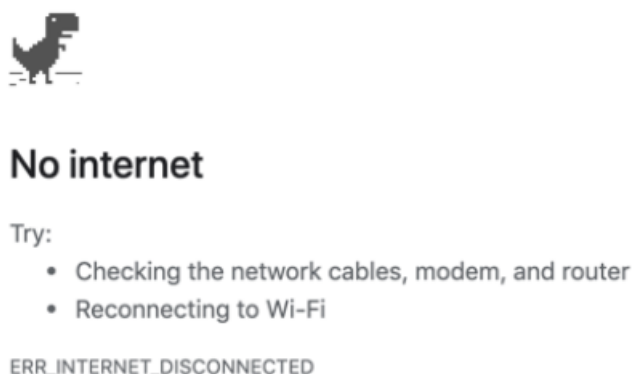 No internet
Try:
• Checking the network cables, modem, and router
• Reconnecting to Wi-Fi
ERR_INTERNET_DISCONNECTED